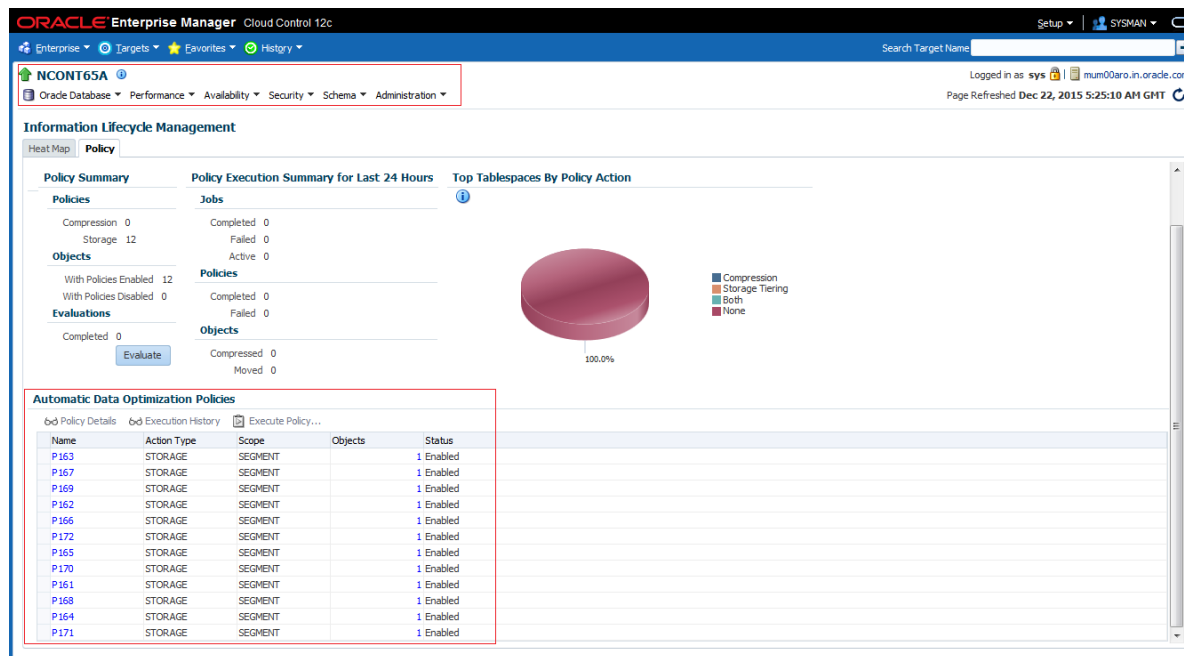 ORACLE Enterprise Manager Cloud Control 12c Setup SYSMAN
Enterprise Targets Favorites History Search Target Name
NCONT65A Logged in as sys mum00aro.in.oracle.com
Oracle Database Performance Availability Security Schema Administration Page Refreshed Dec 22, 2015 5:25:10 AM GMT
Information Lifecycle Management
Heat Map Policy
Policy Summary Policy Execution Summary for Last 24 Hours Top Tablespaces By Policy Action
Policies Jobs
Compression 0 Completed 0
Storage 12 Failed 0
Objects Active 0
With Policies Enabled 12 Policies
With Policies Disabled 0 Completed 0
Evaluations Failed 0
Completed 0 Objects
Evaluate Compressed 0
Moved 0
Compression
Storage Tiering
Both
None
100.0%
Automatic Data Optimization Policies
Policy Details Execution History Execute Policy...
Name Action Type Scope Objects Status
P163 STORAGE SEGMENT 1 Enabled
P167 STORAGE SEGMENT 1 Enabled
P169 STORAGE SEGMENT 1 Enabled
P162 STORAGE SEGMENT 1 Enabled
P166 STORAGE SEGMENT 1 Enabled
P172 STORAGE SEGMENT 1 Enabled
P165 STORAGE SEGMENT 1 Enabled
P170 STORAGE SEGMENT 1 Enabled
P161 STORAGE SEGMENT 1 Enabled
P168 STORAGE SEGMENT 1 Enabled
P164 STORAGE SEGMENT 1 Enabled
P171 STORAGE SEGMENT 1 Enabled